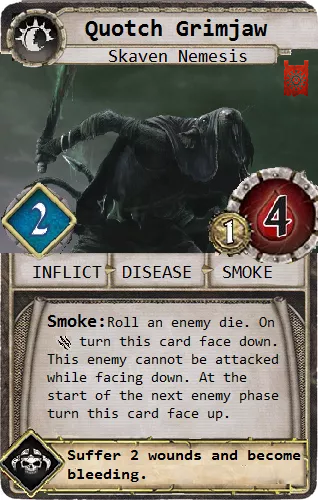 Quotch Grimjaw
Skaven Nemesis
2
1
4
INFLICT DISEASE SMOKE
Smoke:Roll an enemy die. On
turn this card face down.
This enemy cannot be attacked
while facing down. At the
start of the next enemy phase
turn this card face up.
Suffer 2 wounds and become
bleeding.